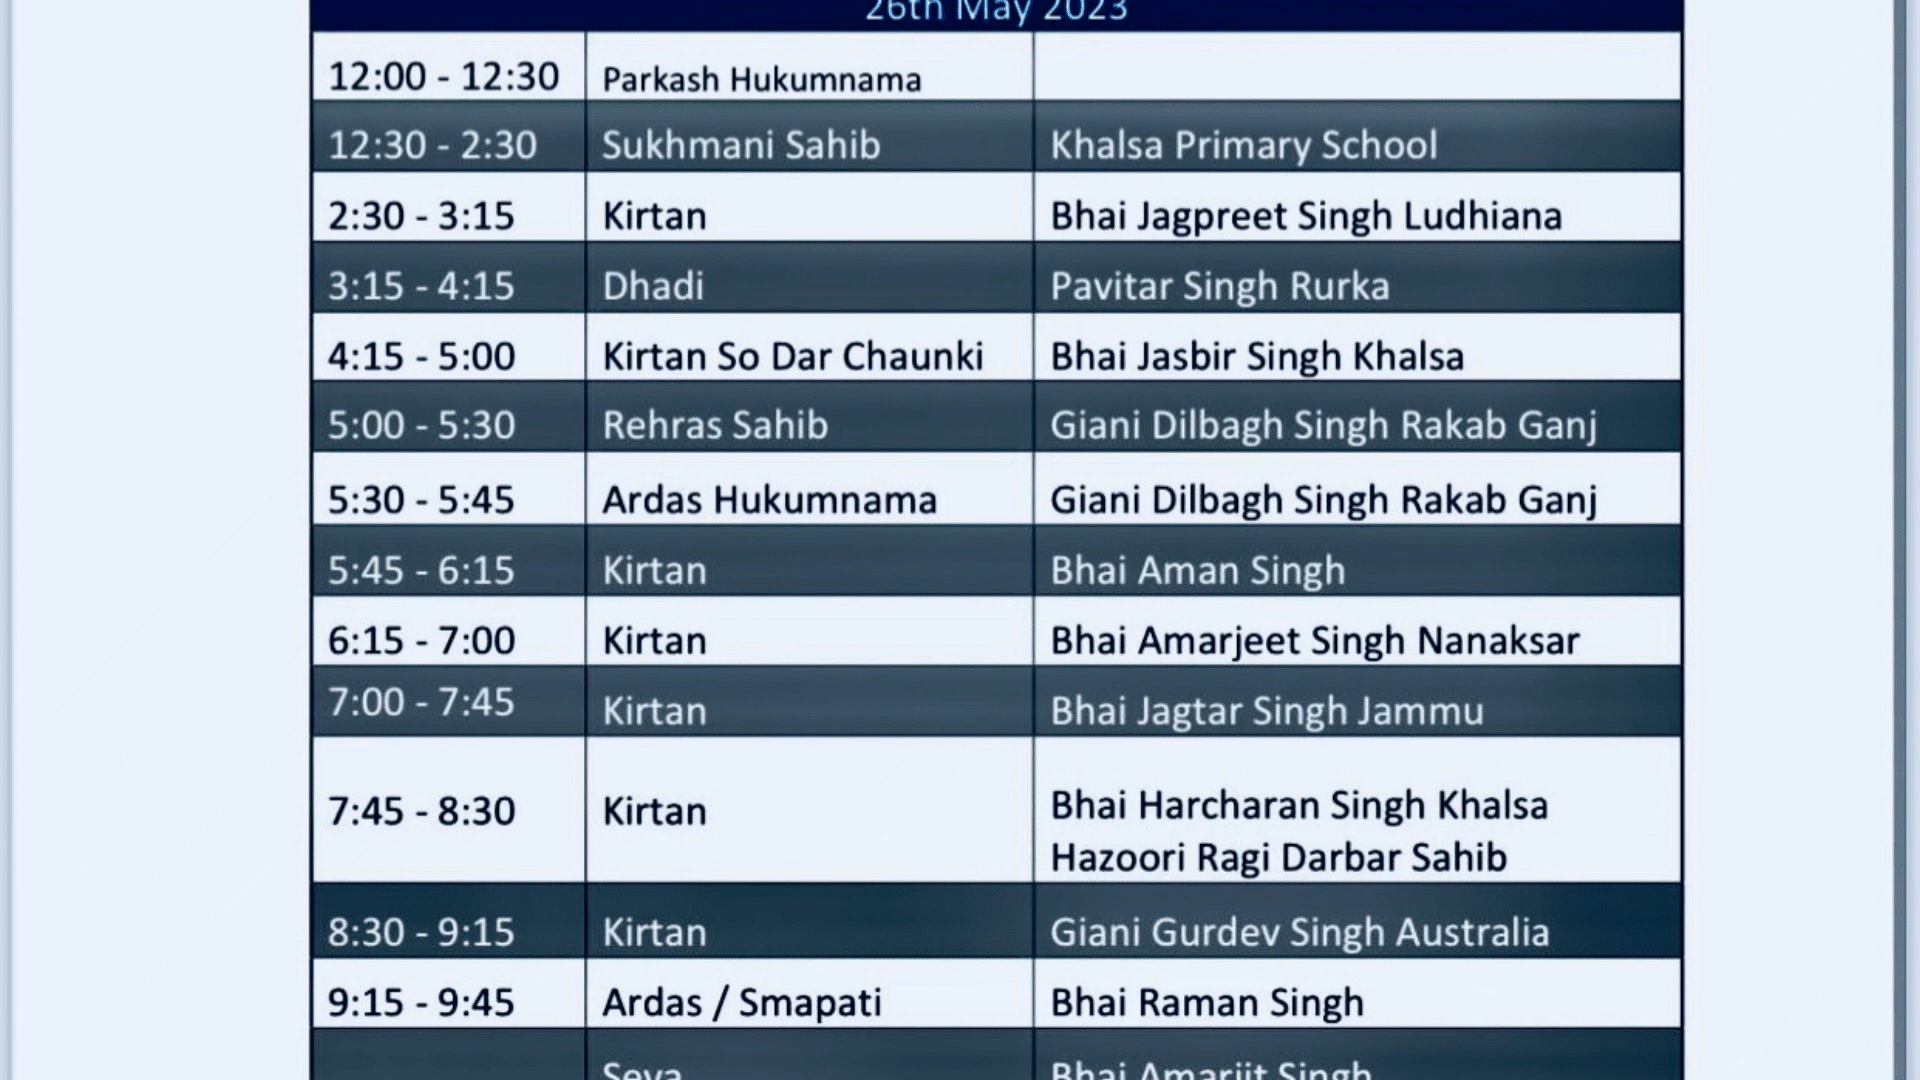 26th May 2023
12:00 - 12:30 Parkash Hukumnama
12:30 - 2:30 Sukhmani Sahib Khalsa Primary School
2:30 - 3:15 Kirtan Bhai Jagpreet Singh Ludhiana
3:15 - 4:15 Dhadi Pavitar Singh Rurka
4:15 - 5:00 Kirtan So Dar Chaunki Bhai Jasbir Singh Khalsa
5:00 - 5:30 Rehras Sahib Giani Dilbagh Singh Rakab Ganj
5:30 - 5:45 Ardas Hukumnama Giani Dilbagh Singh Rakab Ganj
5:45 - 6:15 Kirtan Bhai Aman Singh
6:15 - 7:00 Kirtan Bhai Amarjeet Singh Nanaksar
7:00 - 7:45 Kirtan Bhai Jagtar Singh Jammu
7:45 - 8:30 Kirtan Bhai Harcharan Singh Khalsa
Hazoori Ragi Darbar Sahib
8:30 - 9:15 Kirtan Giani Gurdev Singh Australia
9:15 - 9:45 Ardas / Smapati Bhai Raman Singh
Seva Bhai Amarjit Singh